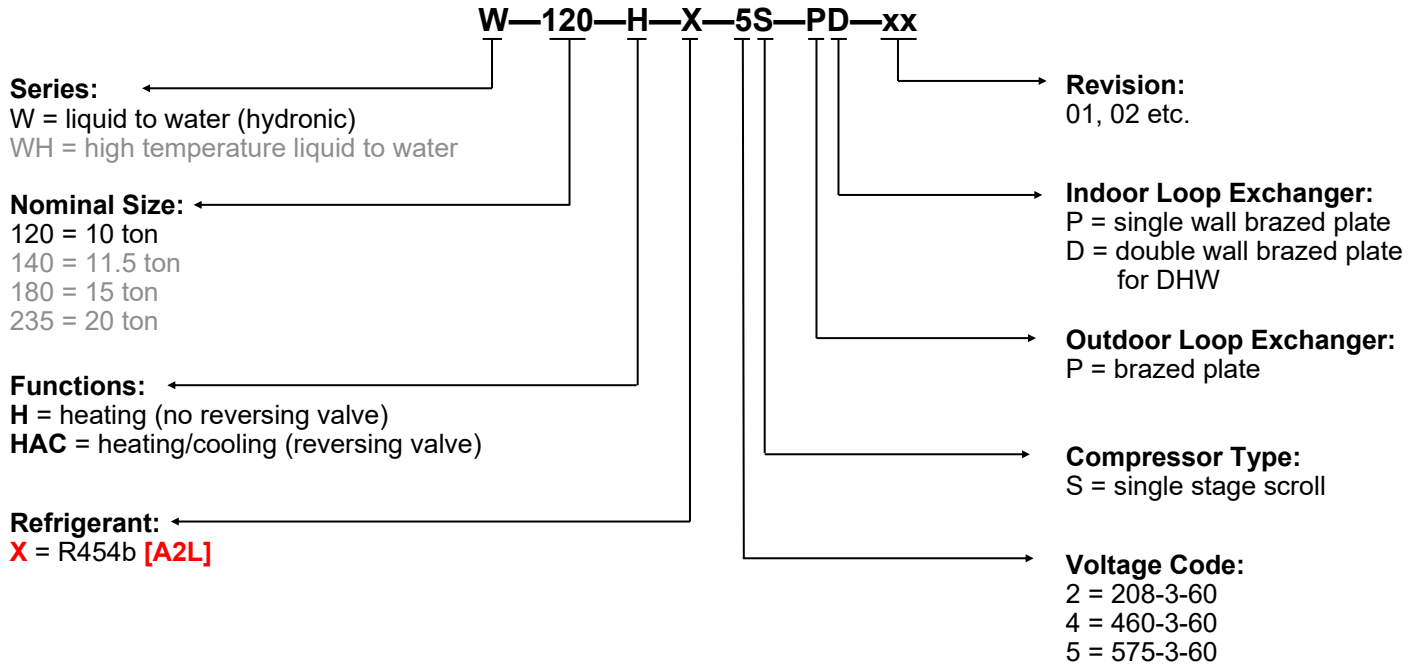 W—120—H—X—5S—PD—xx
Series:
W = liquid to water (hydronic)
WH = high temperature liquid to water
Nominal Size:
120 = 10 ton
140 = 11.5 ton
180 = 15 ton
235 = 20 ton
Functions:
H = heating (no reversing valve)
HAC = heating/cooling (reversing valve)
Refrigerant:
X = R454b [A2L]
Revision:
01, 02 etc.
Indoor Loop Exchanger:
P = single wall brazed plate
D = double wall brazed plate
for DHW
Outdoor Loop Exchanger:
P = brazed plate
Compressor Type:
S = single stage scroll
Voltage Code:
2 = 208-3-60
4 = 460-3-60
5 = 575-3-60